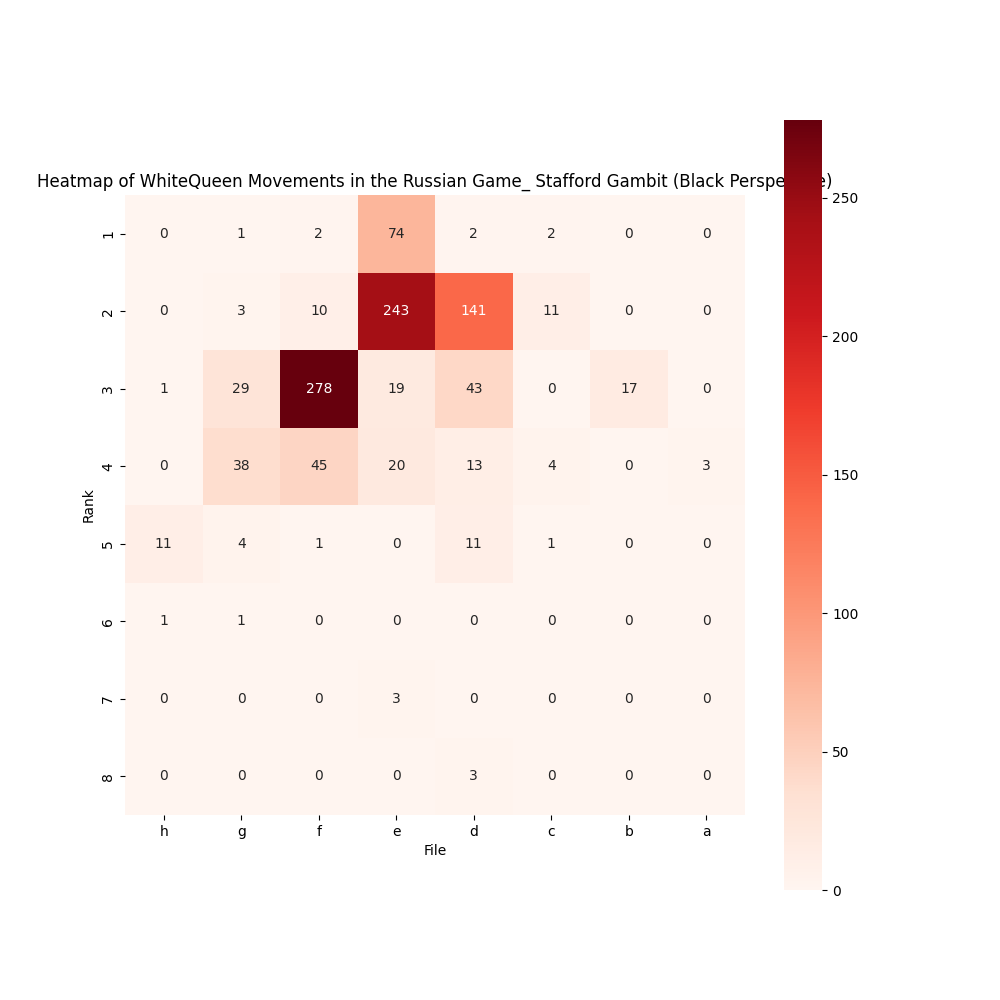 Heatmap of WhiteQueen Movements in the Russian Game_ Stafford Gambit (Black Perspe e)
1 0 1 2 74 2 2 0 0
2 0 3 10 243 141 11 0 0
3 1 29 278 19 43 0 17 0
4 0 38 45 20 13 4 0 3
5 11 4 1 0 11 1 0 0
6 1 1 0 0 0 0 0 0
7 0 0 0 3 0 0 0 0
8 0 0 0 0 3 0 0 0
h g f e d c b a
File
Rank
250
200
150
100
50
0